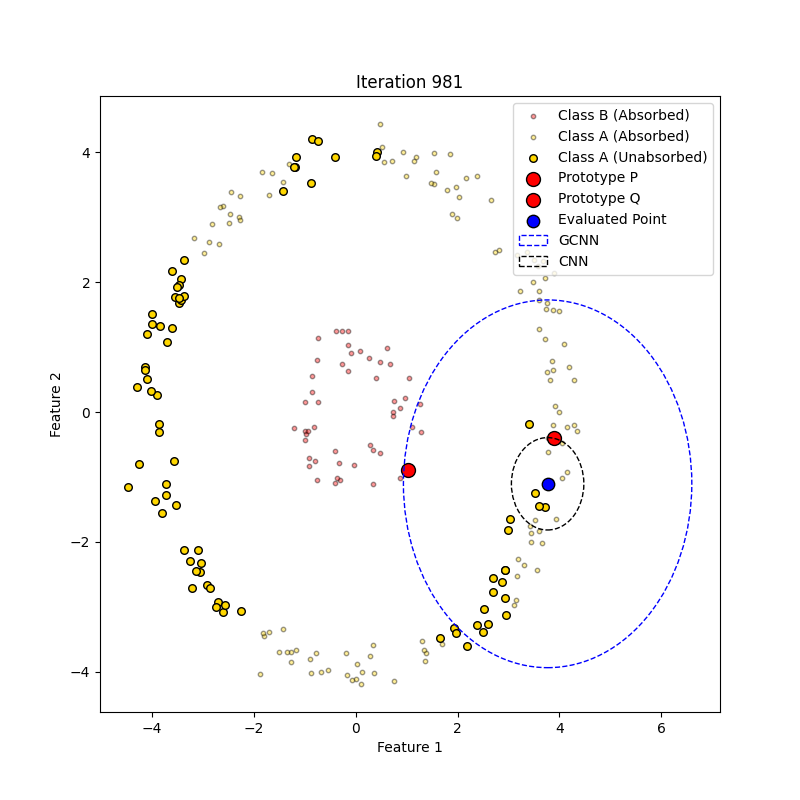 Iteration 981
Class B (Absorbed)
Class A (Absorbed)
Class A (Unabsorbed)
Prototype P
Prototype Q
Evaluated Point
GCNN
CNN
4
2
0
−2
−4
Feature 2
−4
−2
0
2
4
6
Feature 1